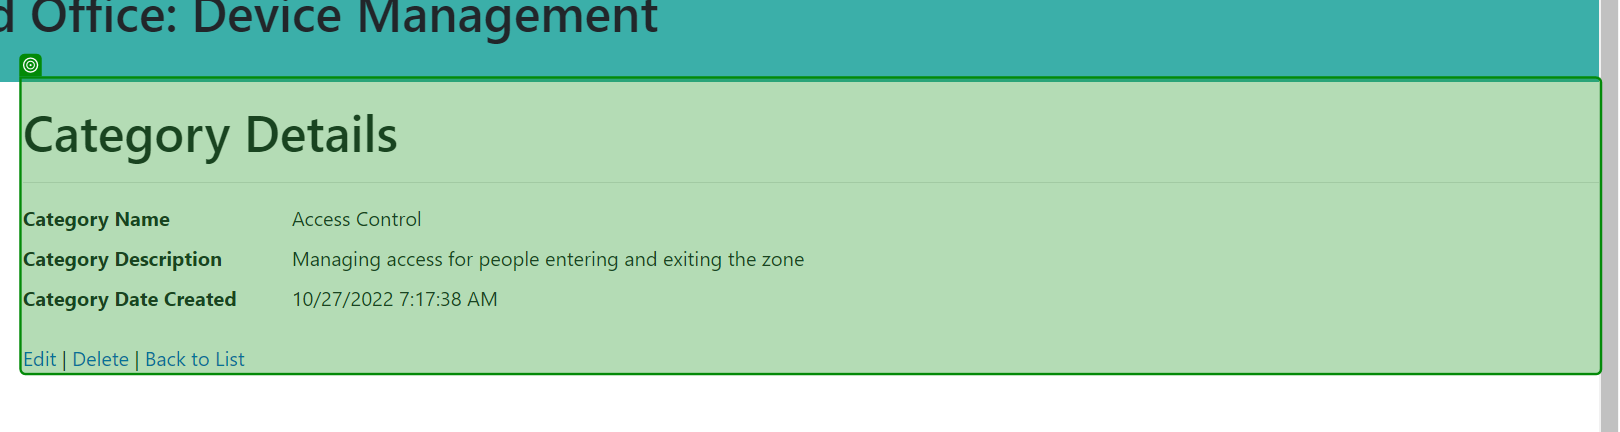 d Office: Device Management
Category Details
Category Name Access Control
Category Description Managing access for people entering and exiting the zone
Category Date Created 10/27/2022 7:17:38 AM
Edit | Delete | Back to List